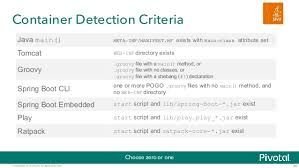 Container Detection Criteria
Java main() META-INF/MANIFEST.MF exists with Main-class attribute set
Tomcat WEB-INF directory exists
Groovy .groovy file with a main() method, or
.groovy file with no classes, or
.groovy file with a shebang (#!) declaration
Spring Boot CLI one or more POGO .groovy files with no main() method, and
no WEB-INF directory
Spring Boot Embedded start script and lib/spring-boot-*.jar exist
Play start script and lib/play.play_*.jar exist
Ratpack start script and lib/ratpack-core-*.jar exist
Choose zero or one
Pivotal